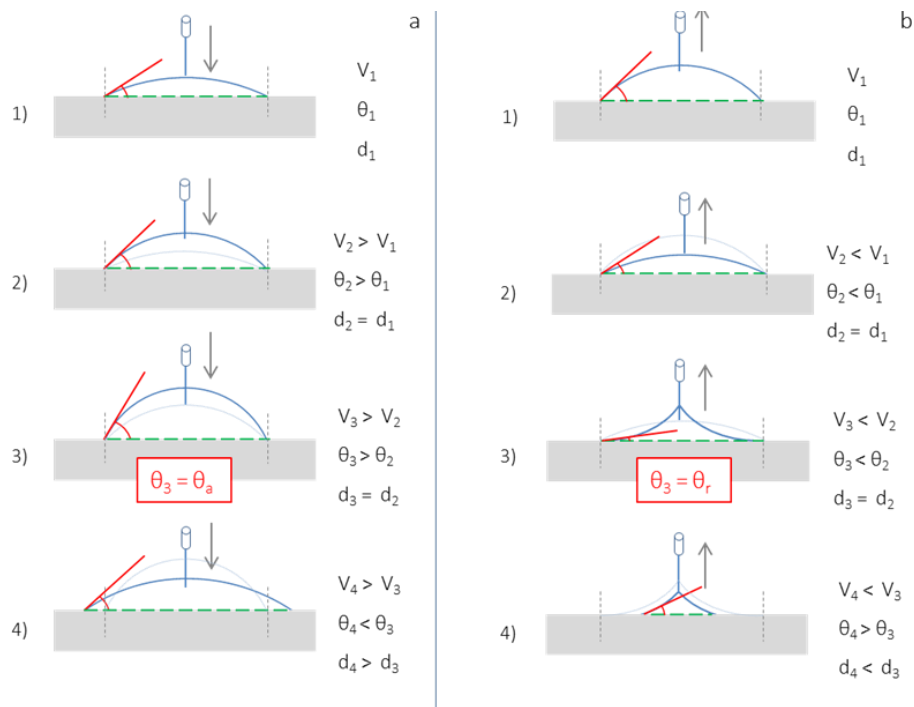 a
V₁
θ₁
1)
d₁
V₂ > V₁
2)
θ₂ > θ₁
d₂ = d₁
V₃ > V₂
3)
θ₃ > θ₂
θ₃ = θₐ
d₃ = d₂
V₄ > V₃
4)
θ₄ < θ₃
d₄ > d₃
b
V₁
1)
θ₁
d₁
V₂ < V₁
2)
θ₂ < θ₁
d₂ = d₁
V₃ < V₂
3)
θ₃ < θ₂
θ₃ = θᵣ
d₃ = d₂
V₄ < V₃
4)
θ₄ > θ₃
d₄ < d₃